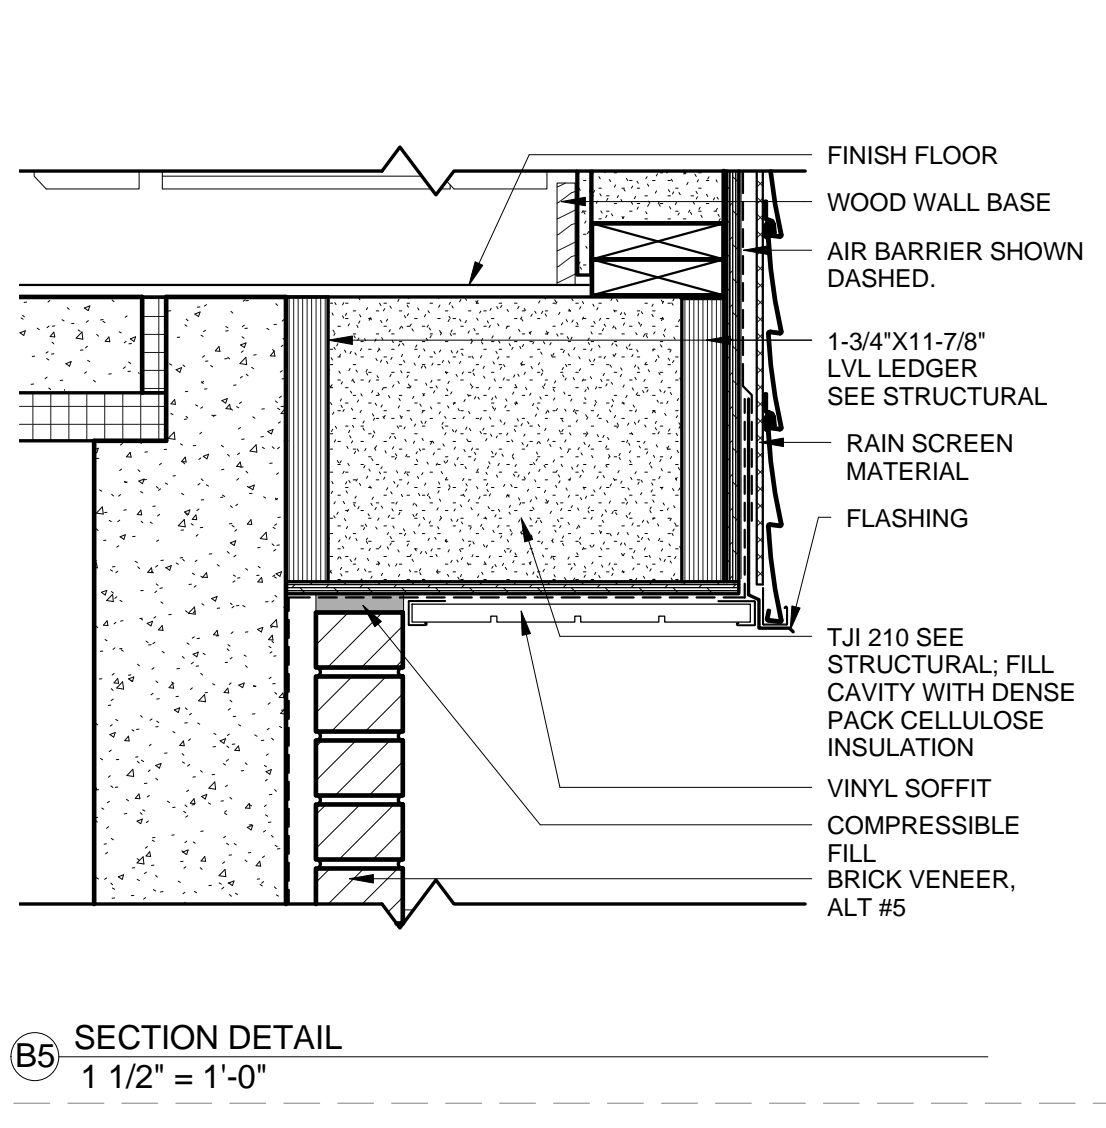 FINISH FLOOR
WOOD WALL BASE
AIR BARRIER SHOWN
DASHED.
1-3/4"X11-7/8"
LVL LEDGER
SEE STRUCTURAL
RAIN SCREEN
MATERIAL
FLASHING
TJI 210 SEE
STRUCTURAL; FILL
CAVITY WITH DENSE
PACK CELLULOSE
INSULATION
VINYL SOFFIT
COMPRESSIBLE
FILL
BRICK VENEER,
ALT #5
B5 SECTION DETAIL
1 1/2" = 1'-0"